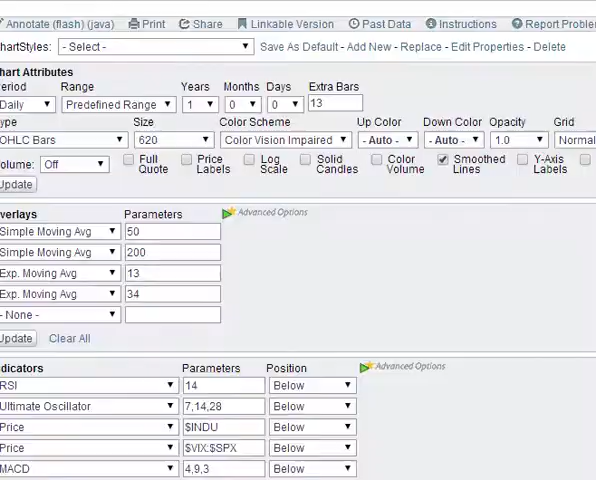 Annotate (flash) (java) Print Share Linkable Version Past Data Instructions Report Proble
hartStyles: - Select - Save As Default - Add New - Replace - Edit Properties - Delete
hart Attributes
eriod Range Years Months Days Extra Bars
Daily Predefined Range 1 0 0 13
ype Size Color Scheme Up Color Down Color Opacity Grid
OHLC Bars 620 Color Vision Impaired - Auto - - Auto - 1.0 Normal
olume: Off Full Quote Price Labels Log Scale Solid Candles Color Volume Smoothed Lines Y-Axis Labels
Update
verlays Parameters Advanced Options
Simple Moving Avg 50
Simple Moving Avg 200
Exp. Moving Avg 13
Exp. Moving Avg 34
- None -
Update Clear All
dicators Parameters Position Advanced Options
RSI 14 Below
Ultimate Oscillator 7,14,28 Below
Price $INDU Below
Price $VIX:$SPX Below
MACD 4,9,3 Below